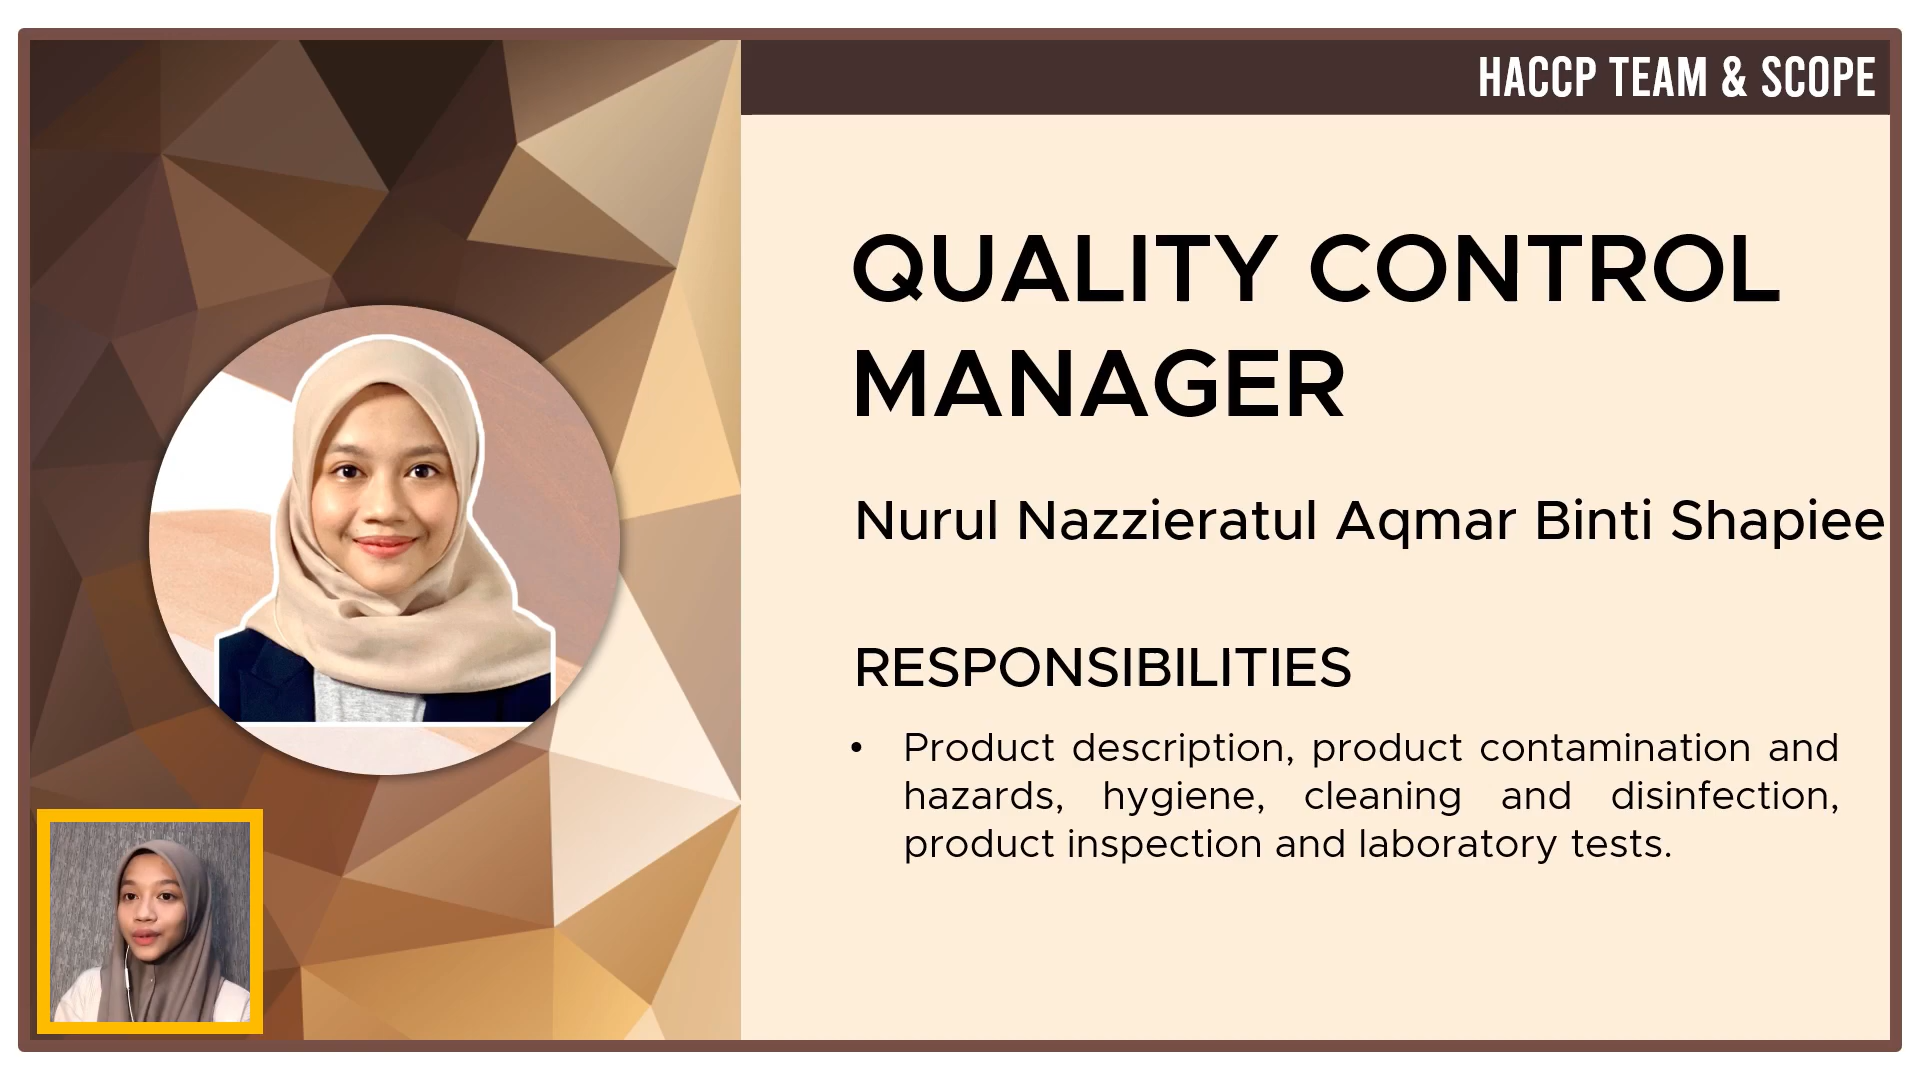 HACCP TEAM & SCOPE
QUALITY CONTROL
MANAGER
Nurul Nazzieratul Aqmar Binti Shapiee
RESPONSIBILITIES
• Product description, product contamination and
hazards, hygiene, cleaning and disinfection,
product inspection and laboratory tests.